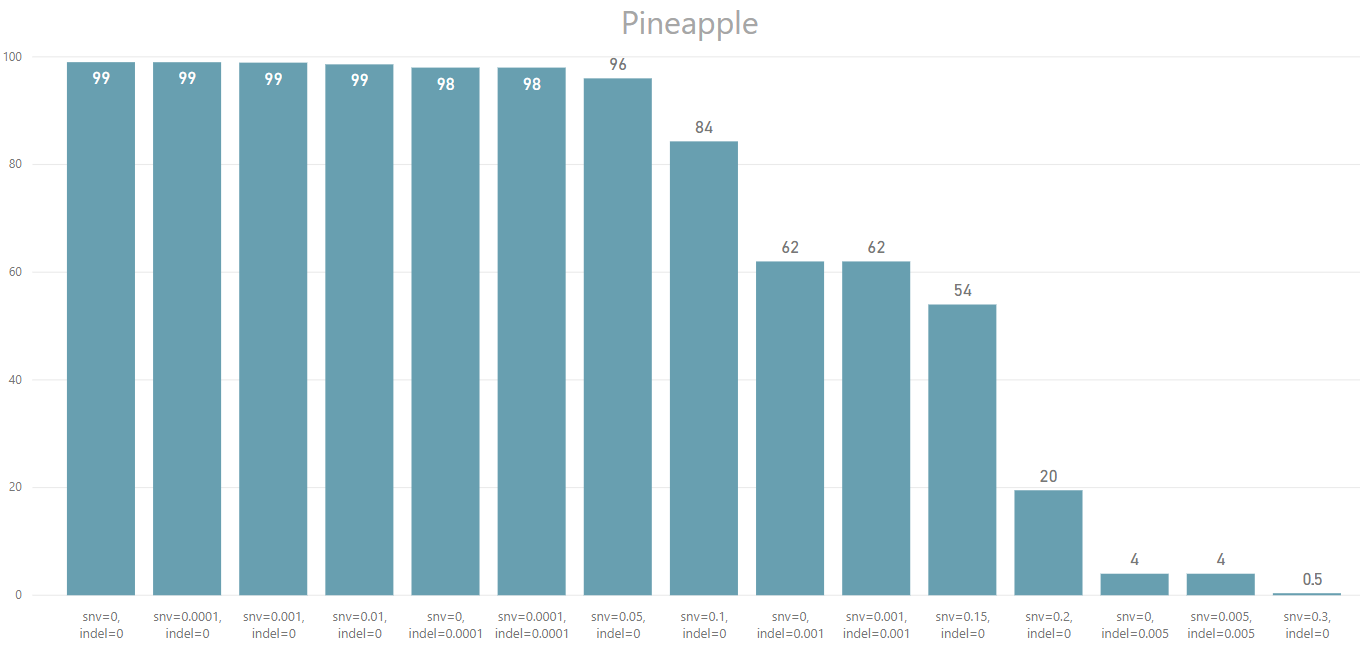 Pineapple
100
80
60
40
20
0
99
99
99
99
98
98
96
84
62
62
54
20
4
4
0.5
snv=0,
indel=0
snv=0.0001,
indel=0
snv=0.001,
indel=0
snv=0.01,
indel=0
snv=0,
indel=0.0001
snv=0.0001,
indel=0.0001
snv=0.05,
indel=0
snv=0.1,
indel=0
snv=0,
indel=0.001
snv=0.001,
indel=0.001
snv=0.15,
indel=0
snv=0.2,
indel=0
snv=0,
indel=0.005
snv=0.005,
indel=0.005
snv=0.3,
indel=0